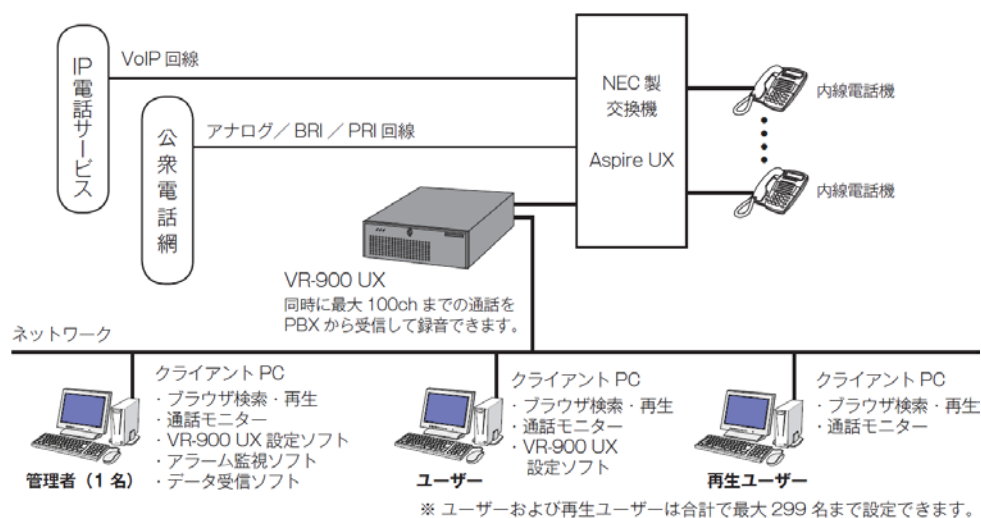 IP電話サービス
VoIP 回線
公衆電話網
アナログ／ BRI ／ PRI 回線
NEC 製
交換機
Aspire UX
内線電話機
内線電話機
VR-900 UX
同時に最大 100ch までの通話を
PBX から受信して録音できます。
ネットワーク
クライアント PC
・ブラウザ検索・再生
・通話モニター
・VR-900 UX 設定ソフト
・アラーム監視ソフト
・データ受信ソフト
管理者（1 名）
クライアント PC
・ブラウザ検索・再生
・通話モニター
・VR-900 UX
設定ソフト
ユーザー
クライアント PC
・ブラウザ検索・再生
・通話モニター
再生ユーザー
※ ユーザーおよび再生ユーザーは合計で最大 299 名まで設定できます。